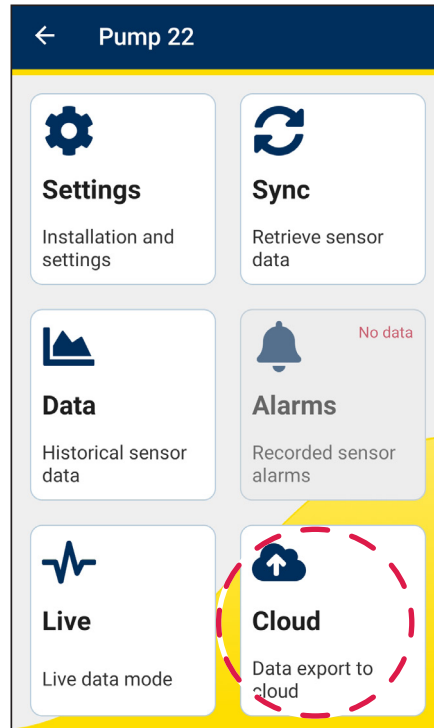 Pump 22
Settings
Installation and
settings
Sync
Retrieve sensor
data
Data
Historical sensor
data
No data
Alarms
Recorded sensor
alarms
Live
Live data mode
Cloud
Data export to
cloud